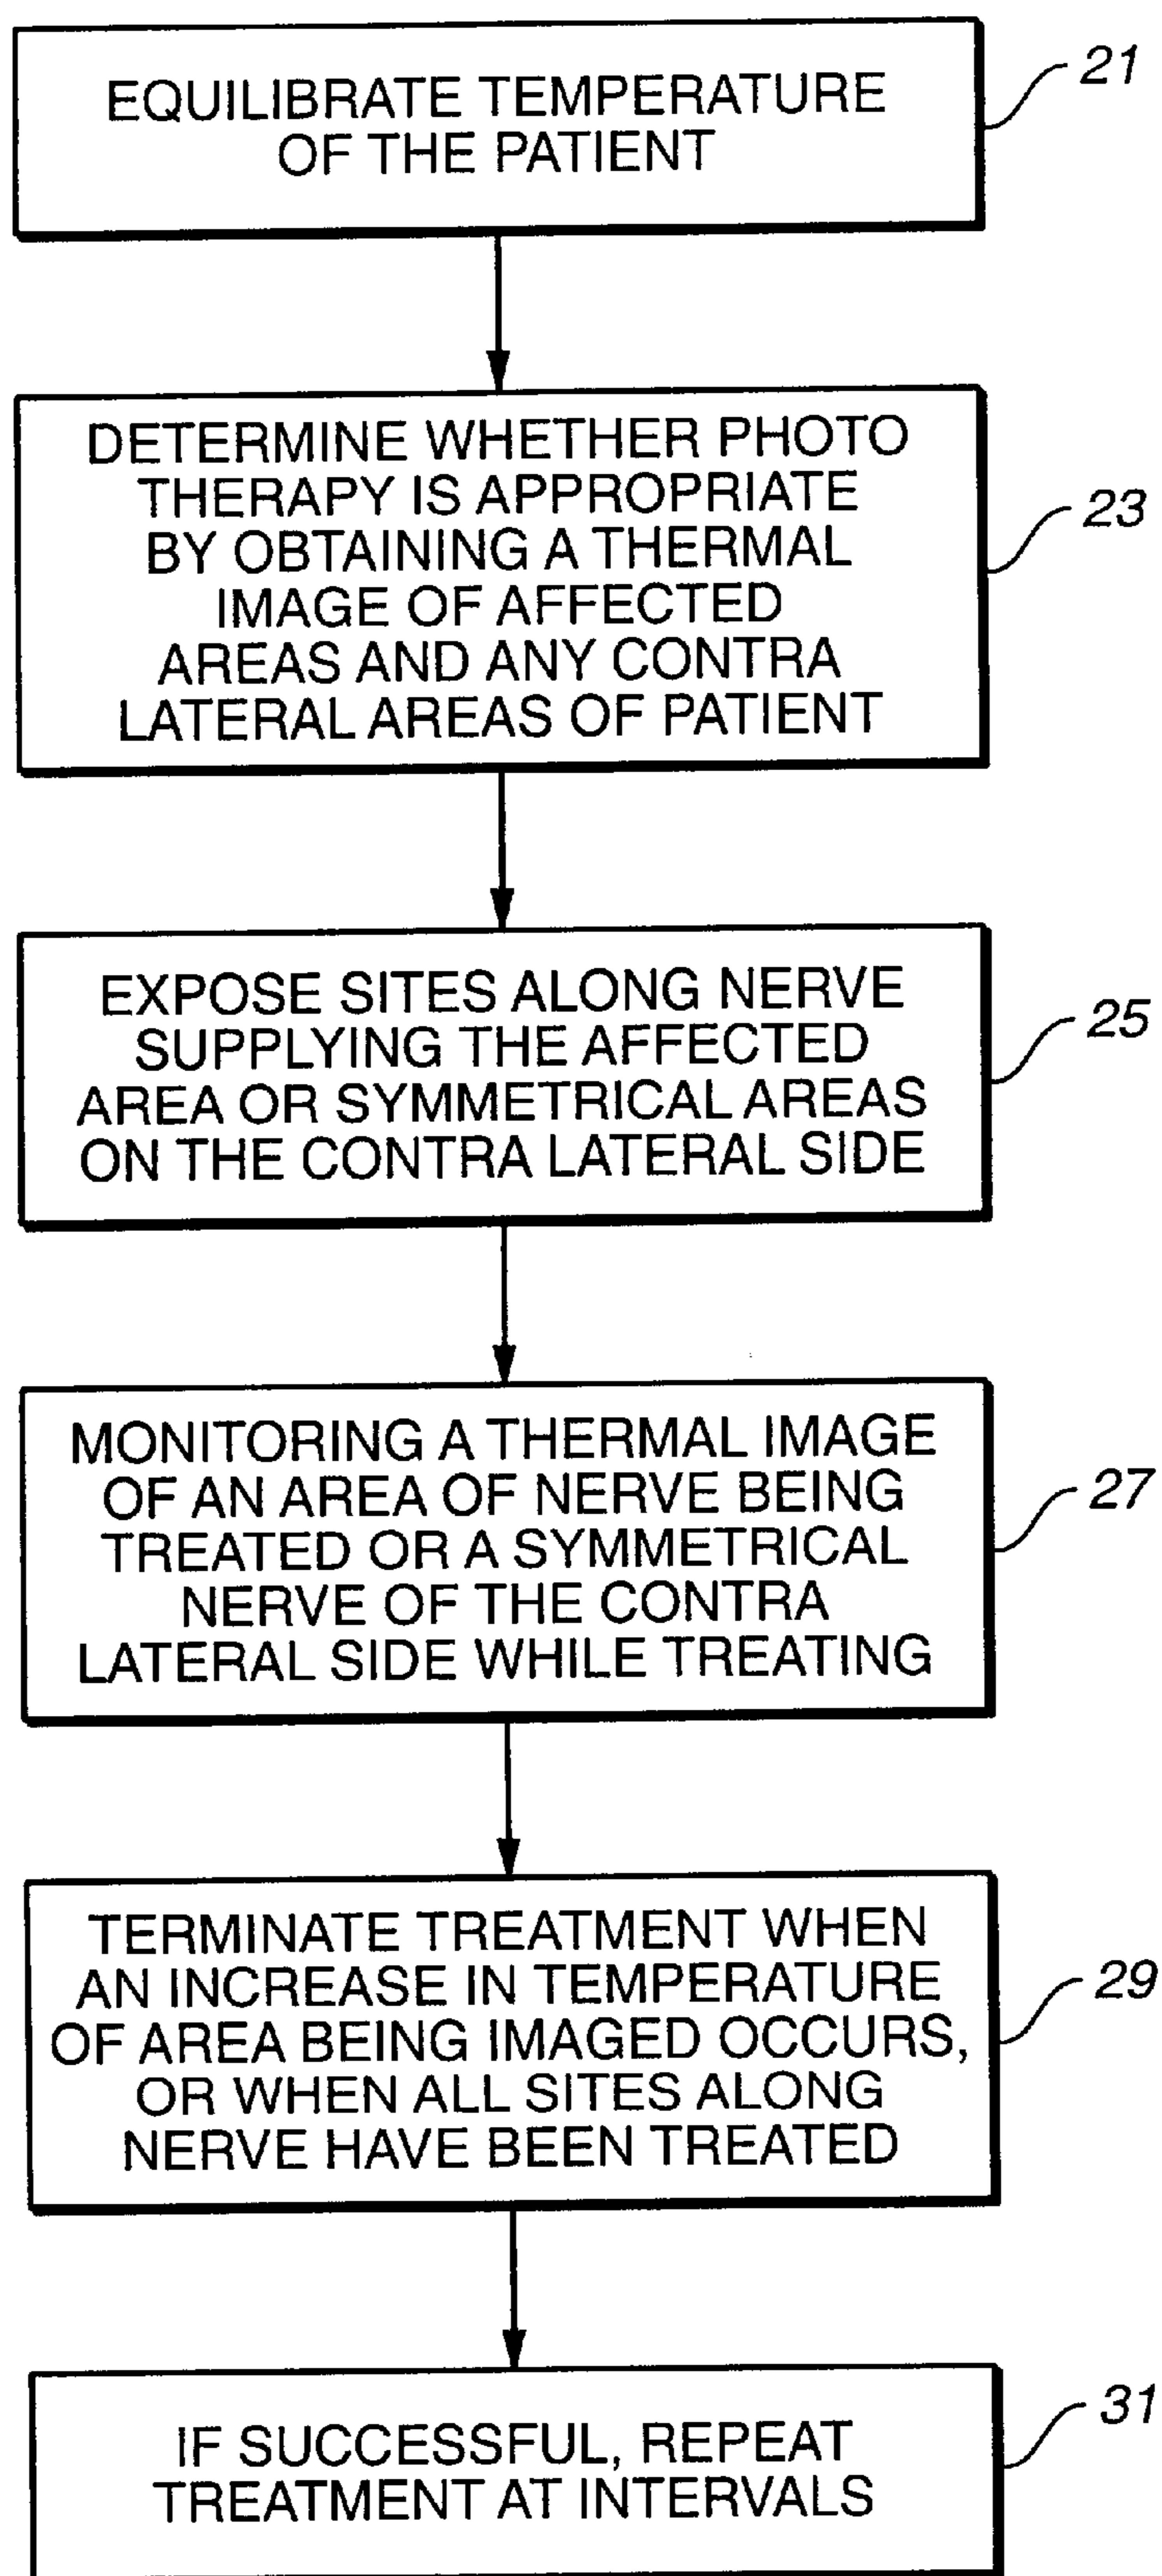 EQUILIBRATE TEMPERATURE
OF THE PATIENT
21
DETERMINE WHETHER PHOTO
THERAPY IS APPROPRIATE
BY OBTAINING A THERMAL
IMAGE OF AFFECTED
AREAS AND ANY CONTRA
LATERAL AREAS OF PATIENT
23
EXPOSE SITES ALONG NERVE
SUPPLYING THE AFFECTED
AREA OR SYMMETRICAL AREAS
ON THE CONTRA LATERAL SIDE
25
MONITORING A THERMAL IMAGE
OF AN AREA OF NERVE BEING
TREATED OR A SYMMETRICAL
NERVE OF THE CONTRA
LATERAL SIDE WHILE TREATING
27
TERMINATE TREATMENT WHEN
AN INCREASE IN TEMPERATURE
OF AREA BEING IMAGED OCCURS,
OR WHEN ALL SITES ALONG
NERVE HAVE BEEN TREATED
29
IF SUCCESSFUL, REPEAT
TREATMENT AT INTERVALS
31